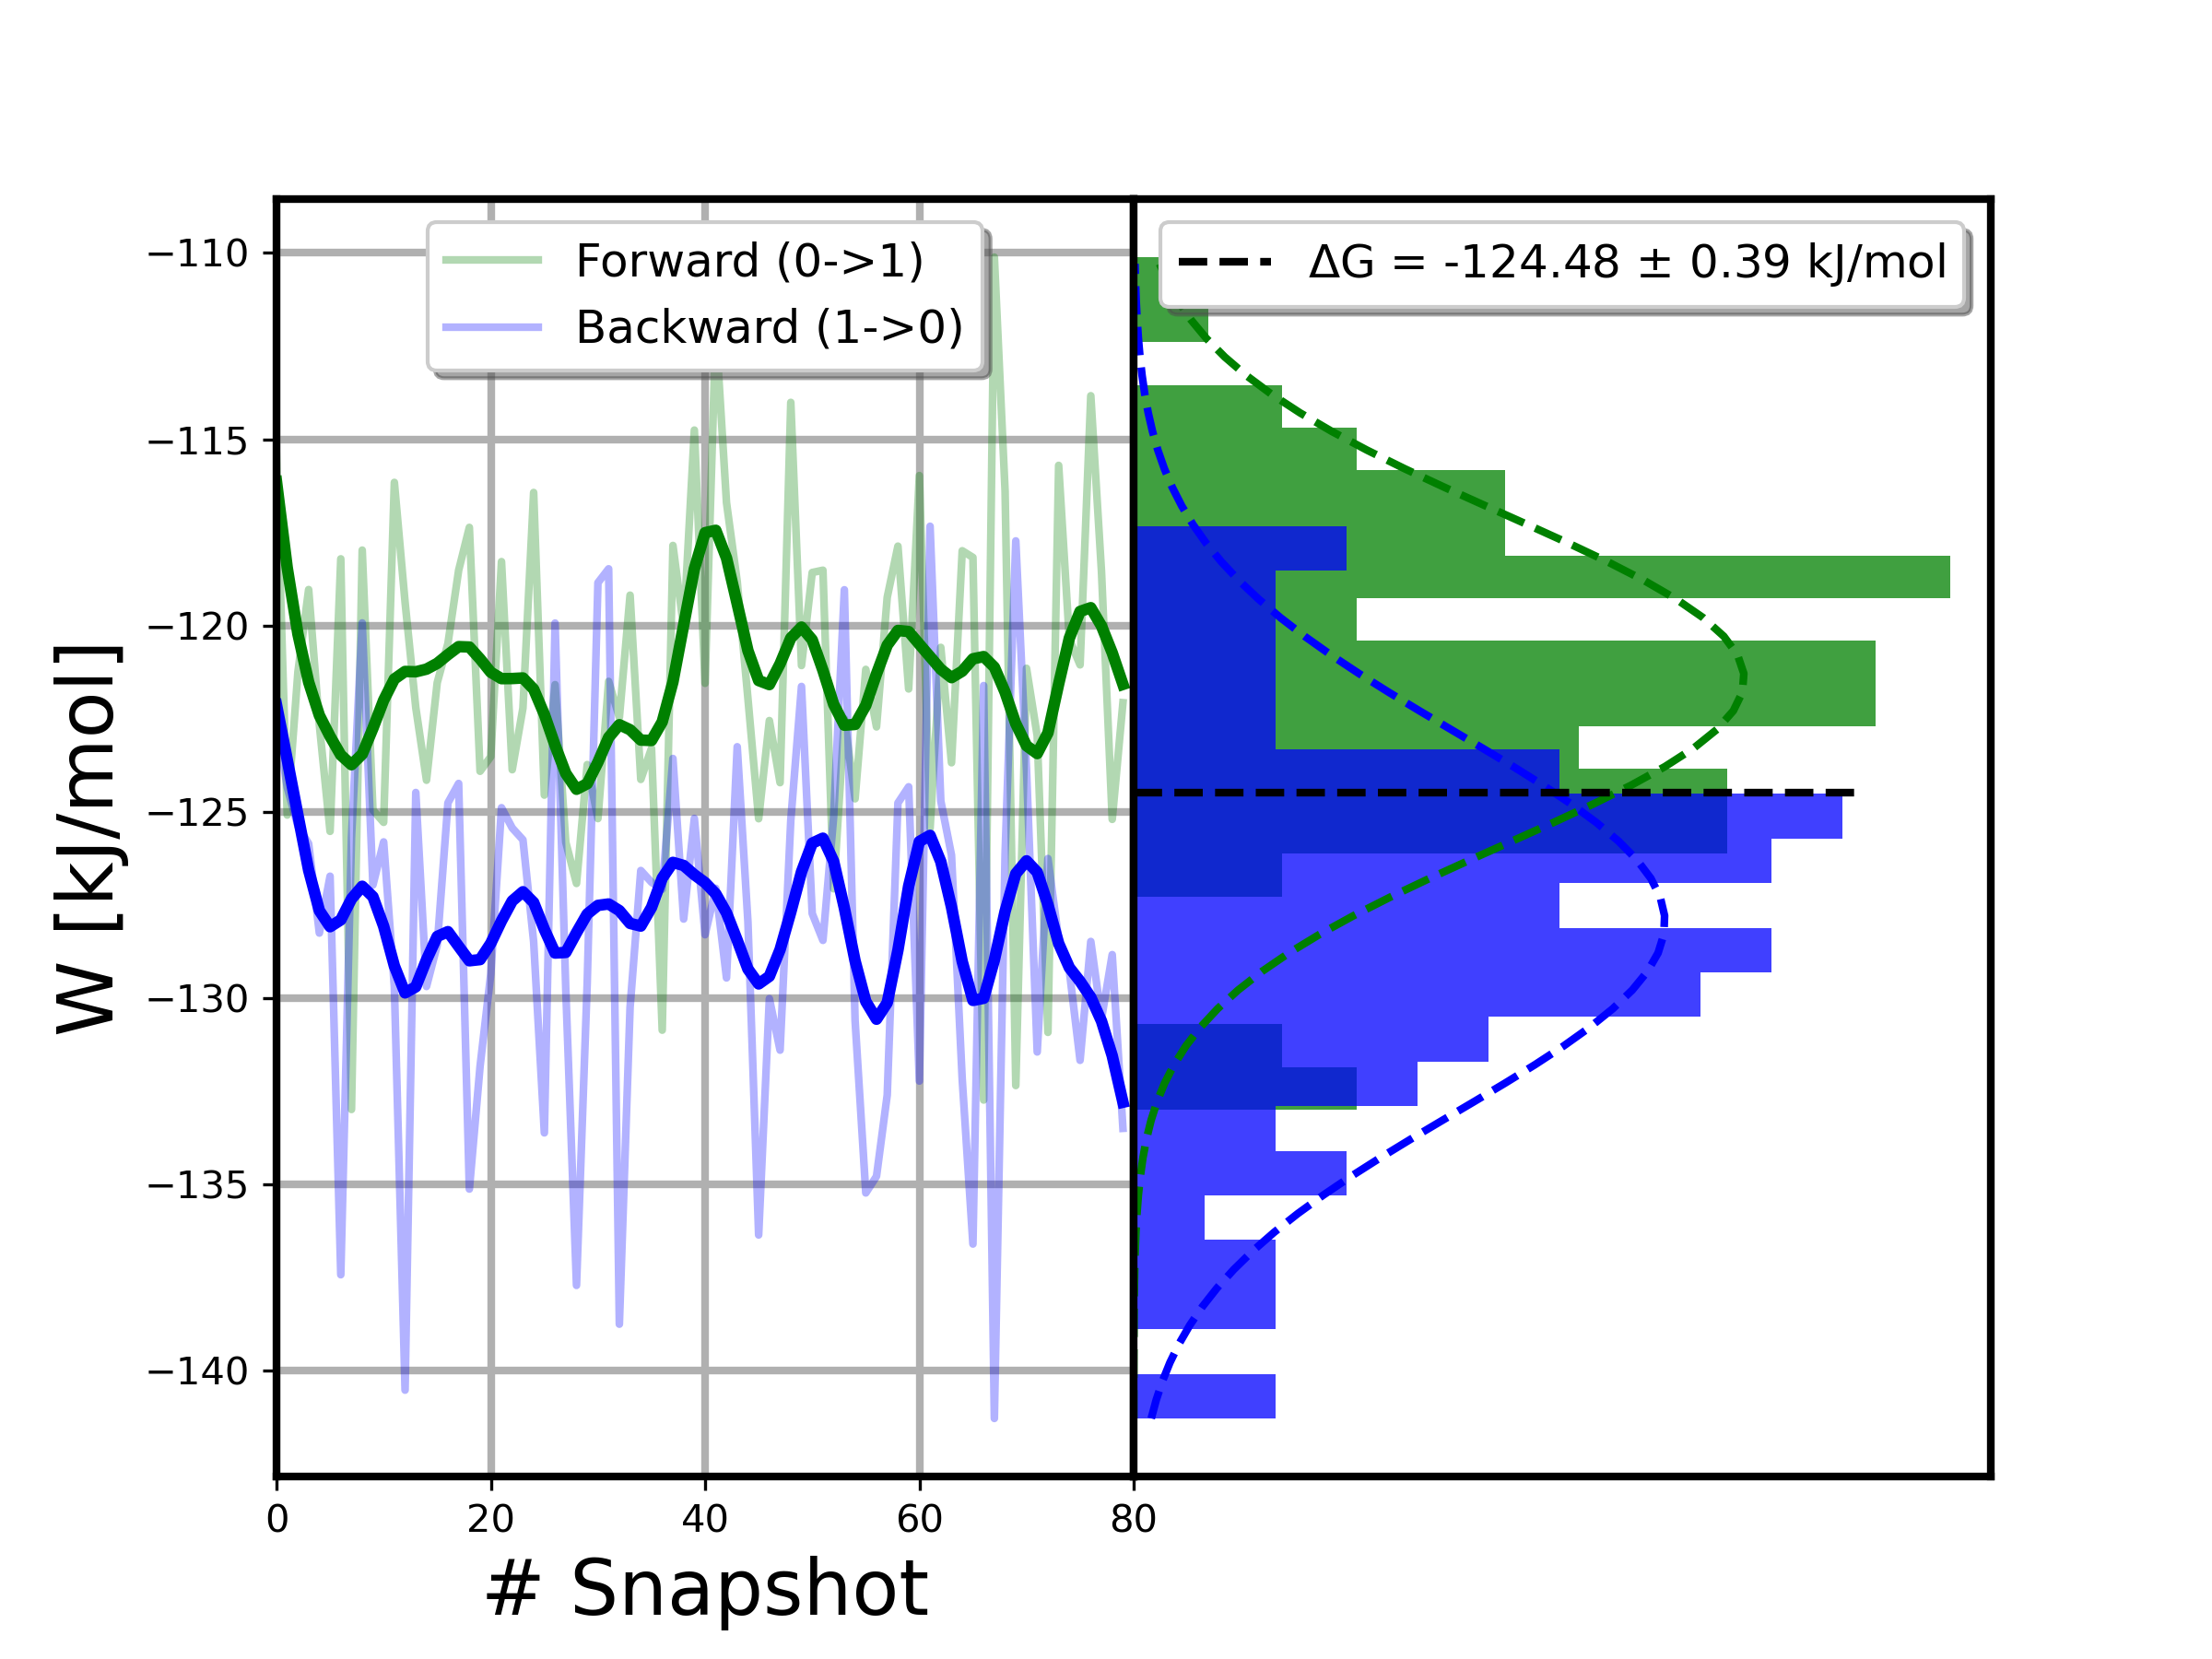 Forward (0->1)
Backward (1->0)
ΔG = -124.48 ± 0.39 kJ/mol
W [kJ/mol]
−110
−115
−120
−125
−130
−135
−140
0 20 40 60 80
# Snapshot